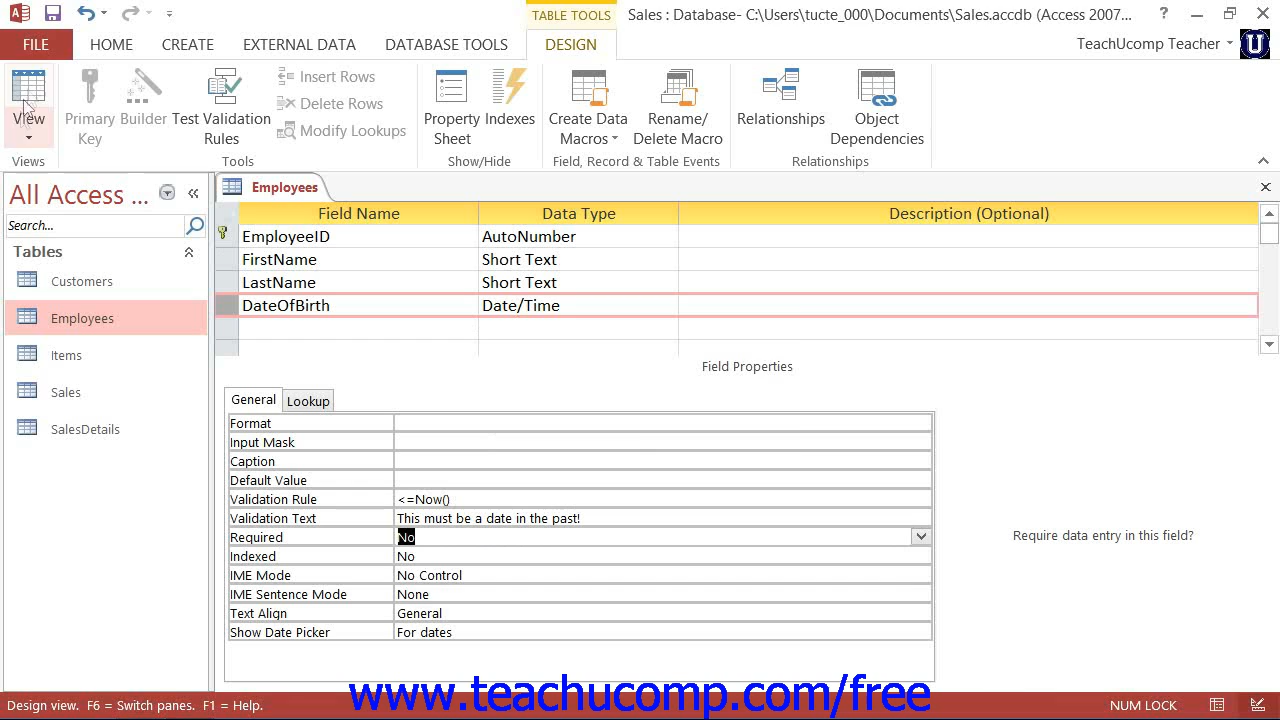 TABLE TOOLS
Sales : Database- C:\Users\tucte_000\Documents\Sales.accdb (Access 2007...
FILE HOME CREATE EXTERNAL DATA DATABASE TOOLS DESIGN TeachUcomp Teacher
View
Primary Key
Builder
Test Validation Rules
Insert Rows
Delete Rows
Modify Lookups
Property Sheet
Indexes
Create Data Macros
Rename/ Delete Macro
Relationships
Object Dependencies
Views Tools Show/Hide Field, Record & Table Events Relationships
All Access ...
Search...
Tables
Customers
Employees
Items
Sales
SalesDetails
Employees
Field Name Data Type Description (Optional)
EmployeeID AutoNumber
FirstName Short Text
LastName Short Text
DateOfBirth Date/Time
Field Properties
General Lookup
Format
Input Mask
Caption
Default Value
Validation Rule <=Now()
Validation Text This must be a date in the past!
Required No
Indexed No
IME Mode No Control
IME Sentence Mode None
Text Align General
Show Date Picker For dates
Require data entry in this field?
www.teachucomp.com/free
Design view. F6 = Switch panes. F1 = Help. NUM LOCK